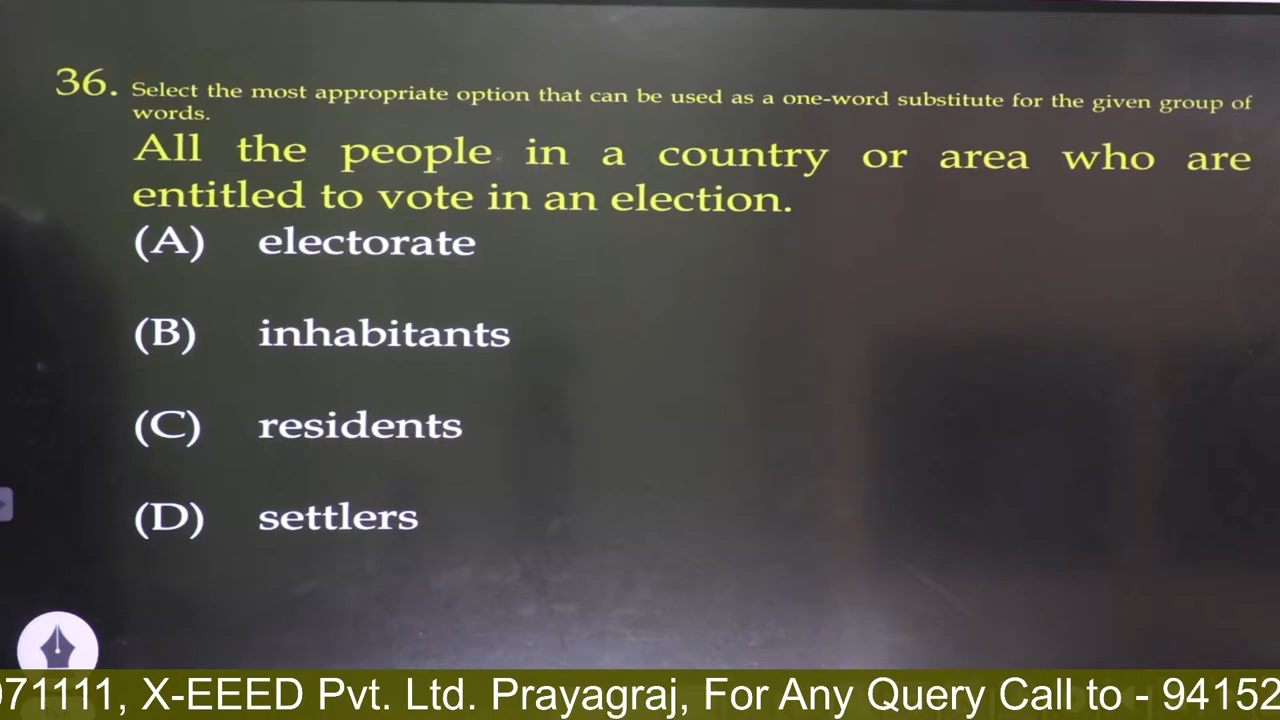 36. Select the most appropriate option that can be used as a one-word substitute for the given group of
words.
All the people in a country or area who are
entitled to vote in an election.
(A) electorate
(B) inhabitants
(C) residents
(D) settlers
071111, X-EEED Pvt. Ltd. Prayagraj, For Any Query Call to - 94152